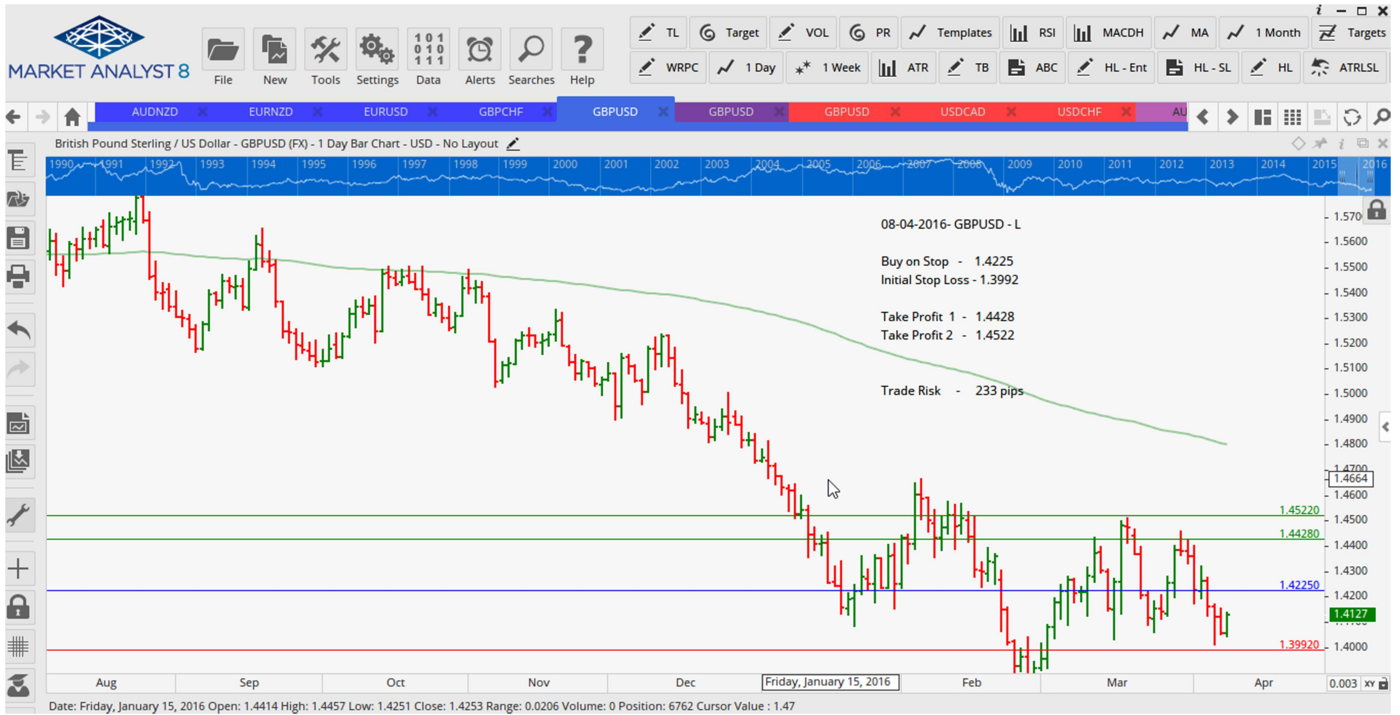 MARKET ANALYST 8
File New Tools Settings Data Alerts Searches Help
101
010
111
TL Target VOL PR Templates RSI MACDH MA 1 Month Targets
WRPC 1 Day 1 Week ATR TB ABC HL - Ent HL - SL HL ATRLSL
AUDNZD EURNZD EURUSD GBPCHF GBPUSD GBPUSD GBPUSD USDCAD USDCHF AU
British Pound Sterling / US Dollar - GBPUSD (FX) - 1 Day Bar Chart - USD - No Layout
1990 1991 1992 1993 1994 1995 1996 1997 1998 1999 2000 2001 2002 2003 2004 2005 2006 2007 2008 2009 2010 2011 2012 2013 2014 2015 2016
08-04-2016- GBPUSD - L
Buy on Stop - 1.4225
Initial Stop Loss - 1.3992
Take Profit 1 - 1.4428
Take Profit 2 - 1.4522
Trade Risk - 233 pips
1.5700
1.5600
1.5500
1.5400
1.5300
1.5200
1.5100
1.5000
1.4900
1.4800
1.4700
1.4664
1.4600
1.45220
1.4500
1.44280
1.4400
1.4300
1.42250
1.4200
1.4127
1.4100
1.39920
1.4000
Aug Sep Oct Nov Dec Friday, January 15, 2016 Feb Mar Apr 0.003 XY
Date: Friday, January 15, 2016 Open: 1.4414 High: 1.4457 Low: 1.4251 Close: 1.4253 Range: 0.0206 Volume: 0 Position: 6762 Cursor Value : 1.47